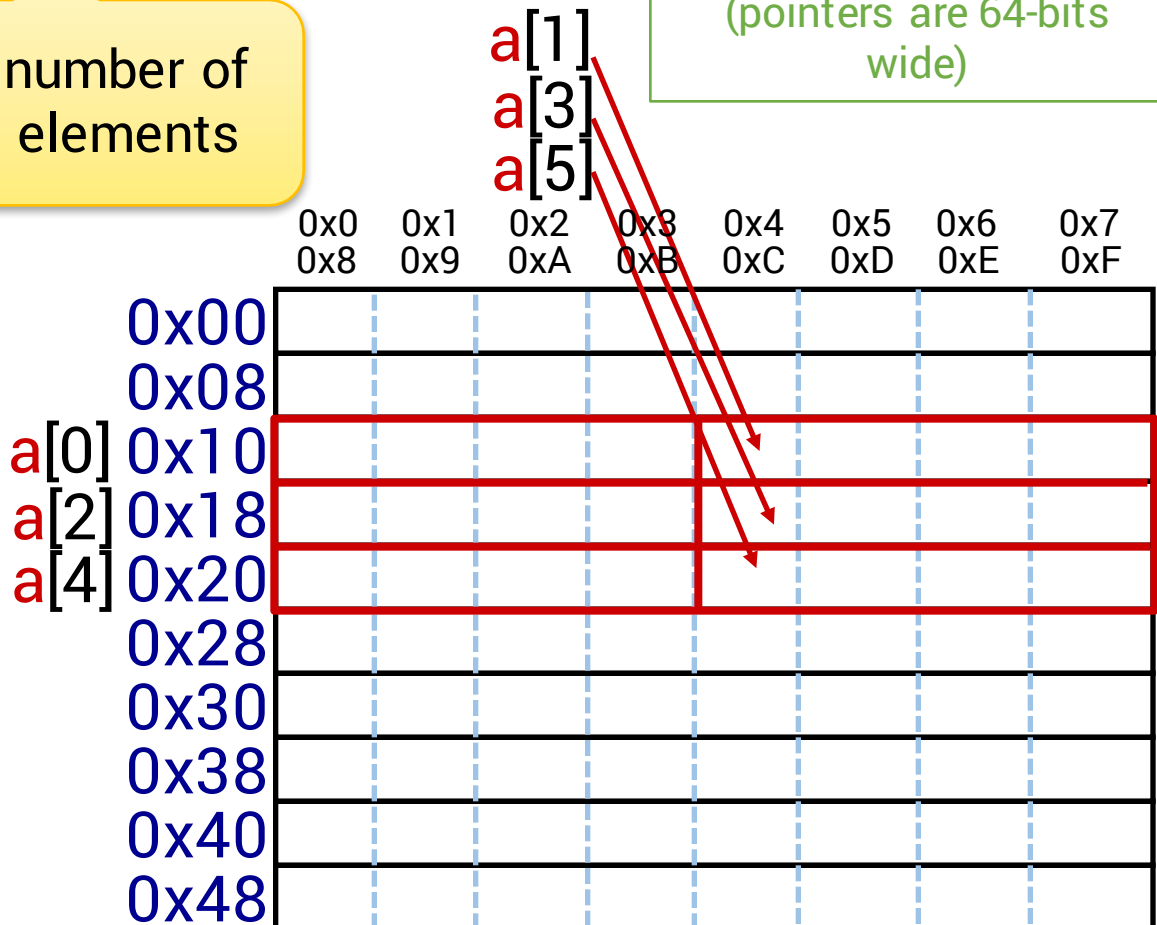 number of
elements
(pointers are 64-bits
wide)
a[1]
a[3]
a[5]
0x0 0x1 0x2 0x3 0x4 0x5 0x6 0x7
0x8 0x9 0xA 0xB 0xC 0xD 0xE 0xF
0x00
0x08
a[0] 0x10
a[2] 0x18
a[4] 0x20
0x28
0x30
0x38
0x40
0x48